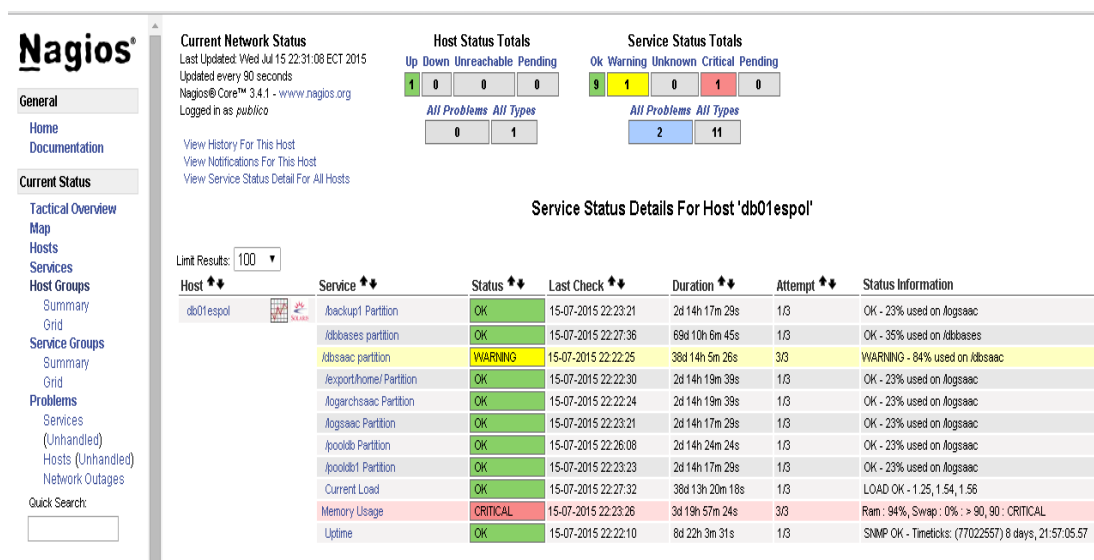 Nagios®
General
Home
Documentation
Current Status
Tactical Overview
Map
Hosts
Services
Host Groups
Summary
Grid
Service Groups
Summary
Grid
Problems
Services
(Unhandled)
Hosts (Unhandled)
Network Outages
Quick Search:
Current Network Status
Last Updated: Wed Jul 15 22:31:08 ECT 2015
Updated every 90 seconds
Nagios® Core™ 3.4.1 - www.nagios.org
Logged in as publico
View History For This Host
View Notifications For This Host
View Service Status Detail For All Hosts
Host Status Totals
Up Down Unreachable Pending
1 0 0 0
All Problems All Types
0 1
Service Status Totals
Ok Warning Unknown Critical Pending
9 1 0 1 0
All Problems All Types
2 11
Service Status Details For Host 'db01espol'
Limit Results: 100
Host Service Status Last Check Duration Attempt Status Information
db01espol SOLARIS /backup1 Partition OK 15-07-2015 22:23:21 2d 14h 17m 29s 1/3 OK - 23% used on /logsaac
/dbbases partition OK 15-07-2015 22:27:36 69d 10h 6m 45s 1/3 OK - 35% used on /dbbases
/dbsaac partition WARNING 15-07-2015 22:22:25 38d 14h 5m 26s 3/3 WARNING - 84% used on /dbsaac
/export/home/ Partition OK 15-07-2015 22:22:30 2d 14h 19m 39s 1/3 OK - 23% used on /logsaac
/logarchsaac Partition OK 15-07-2015 22:22:24 2d 14h 19m 39s 1/3 OK - 23% used on /logsaac
/logsaac Partition OK 15-07-2015 22:23:21 2d 14h 17m 29s 1/3 OK - 23% used on /logsaac
/pooldb Partition OK 15-07-2015 22:26:08 2d 14h 24m 24s 1/3 OK - 23% used on /logsaac
/pooldb1 Partition OK 15-07-2015 22:23:23 2d 14h 17m 29s 1/3 OK - 23% used on /logsaac
Current Load OK 15-07-2015 22:27:32 38d 13h 20m 18s 1/3 LOAD OK - 1.25, 1.54, 1.56
Memory Usage CRITICAL 15-07-2015 22:23:26 3d 19h 57m 24s 3/3 Ram : 94%, Swap : 0% : > 90, 90 : CRITICAL
Uptime OK 15-07-2015 22:22:10 8d 22h 3m 31s 1/3 SNMP OK - Timeticks: (77022557) 8 days, 21:57:05.57